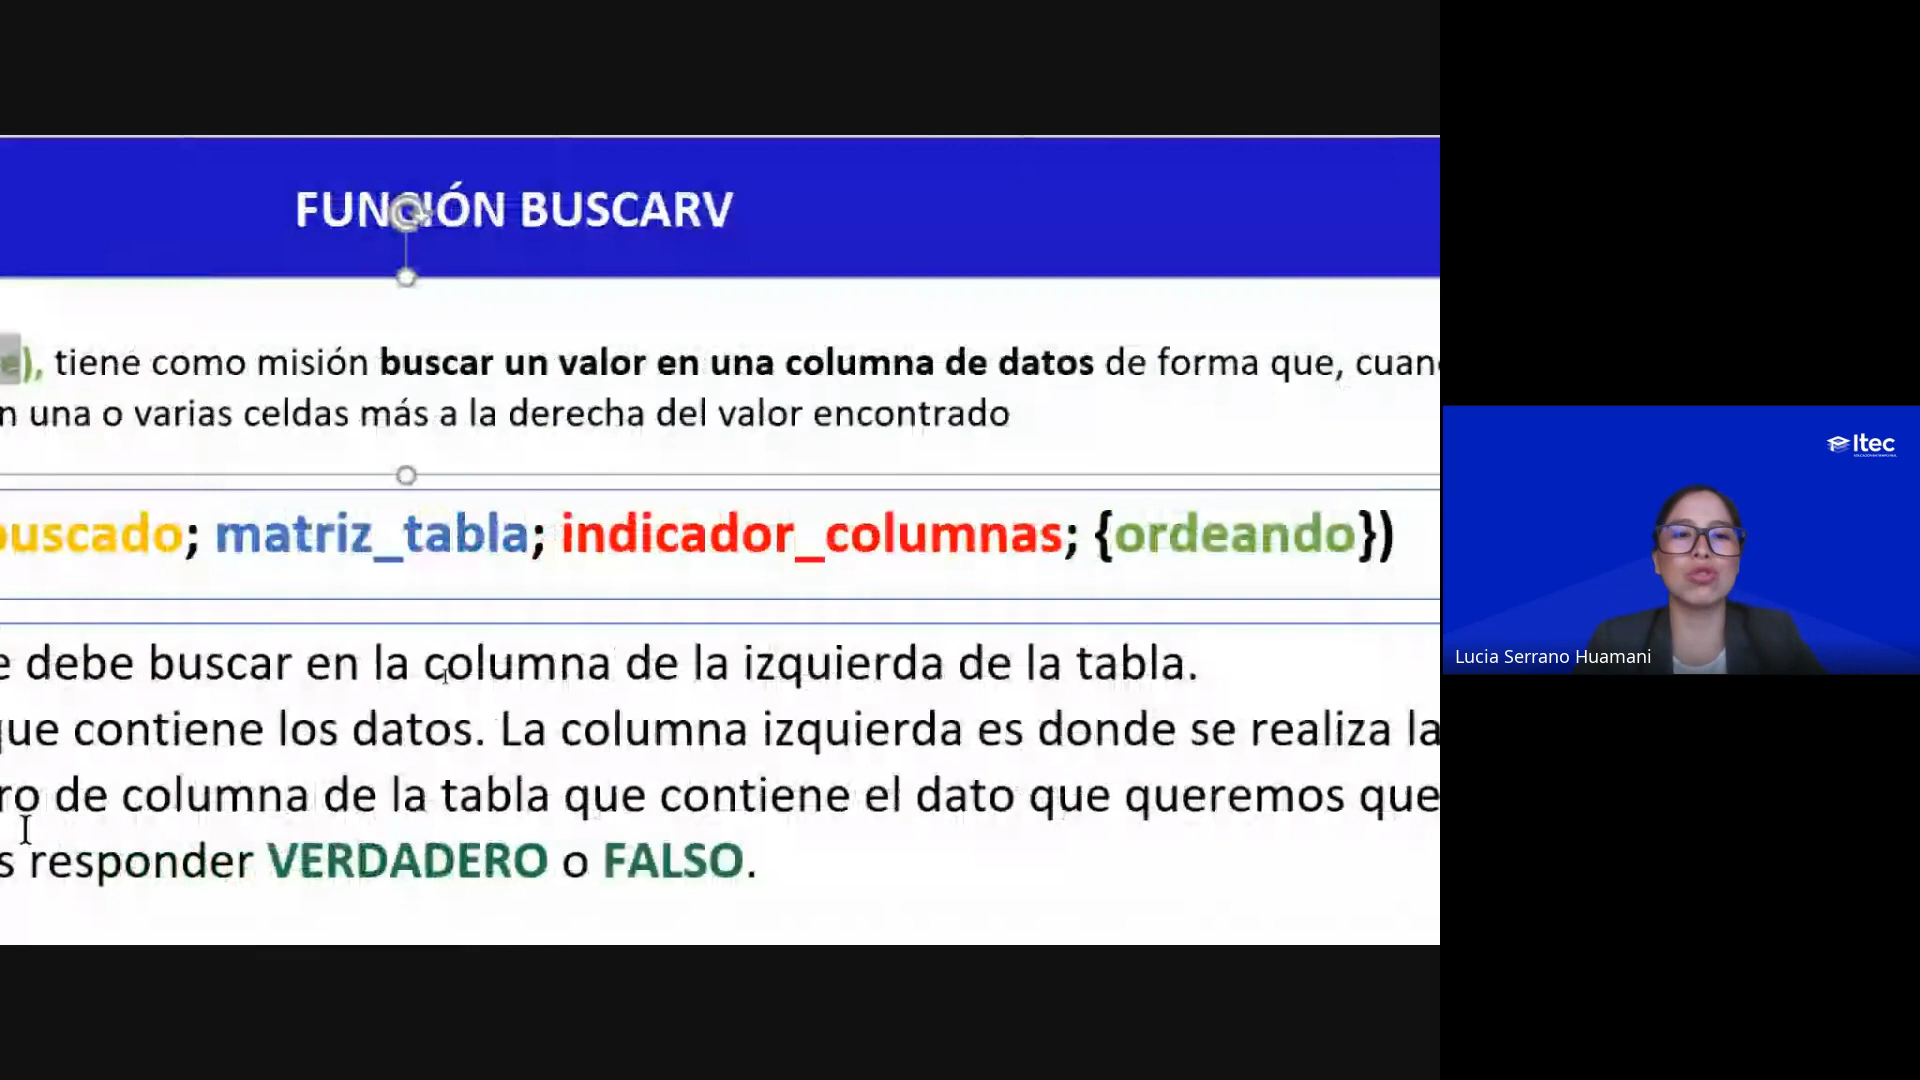 FUNCIÓN BUSCARV
e), tiene como misión buscar un valor en una columna de datos de forma que, cuan
n una o varias celdas más a la derecha del valor encontrado
buscado; matriz_tabla; indicador_columnas; {ordeando})
e debe buscar en la columna de la izquierda de la tabla.
que contiene los datos. La columna izquierda es donde se realiza la
ro de columna de la tabla que contiene el dato que queremos que
s responder VERDADERO o FALSO.
Itec
Lucia Serrano Huamani